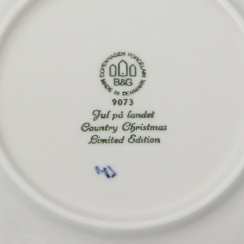 COPENHAGEN PORCELAIN
B&G
MADE IN DENMARK
9073
Jul på landet
Country Christmas
Limited Edition